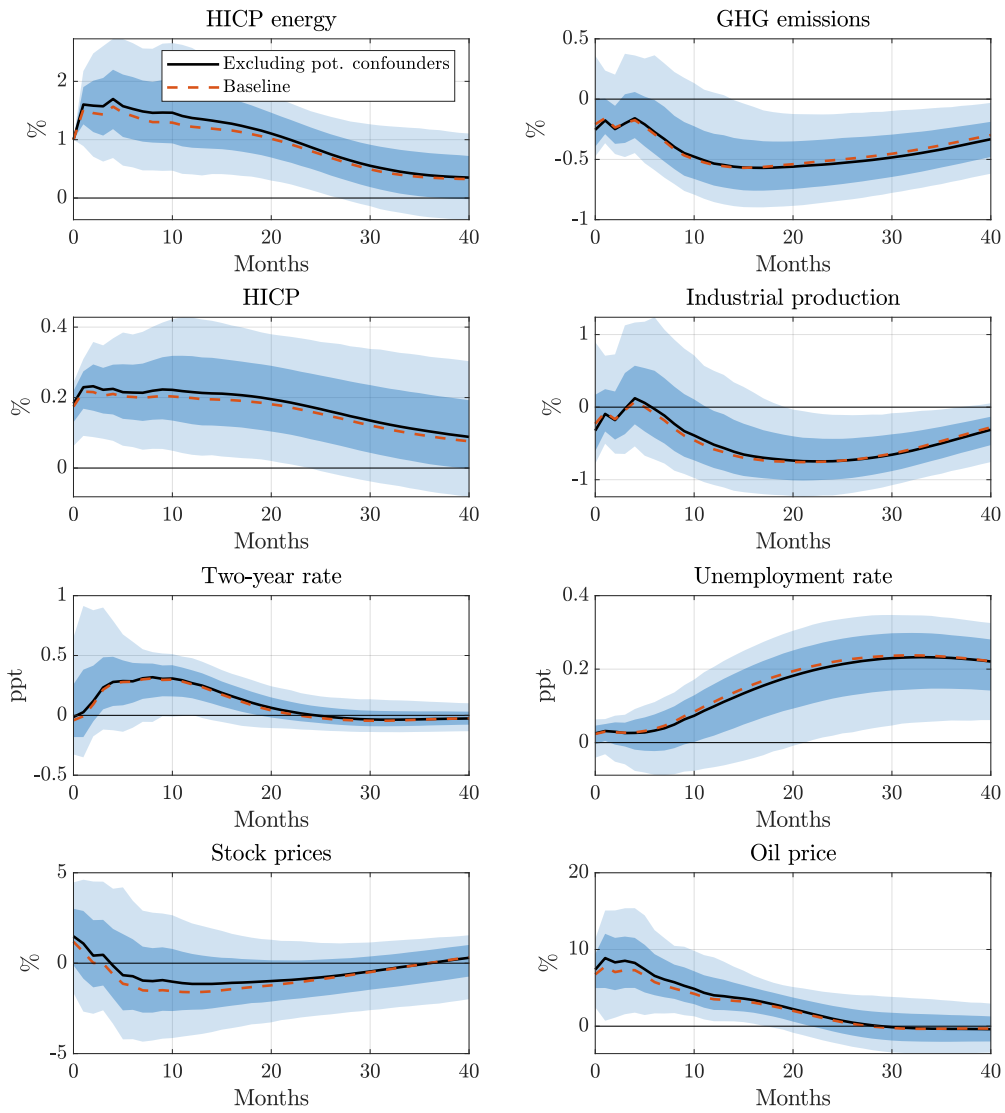 HICP energy
2
1
0
%
Excluding pot. confounders
Baseline
0 10 20 30 40
Months
GHG emissions
0.5
0
-0.5
-1
%
0 10 20 30 40
Months
HICP
0.4
0.2
0
%
0 10 20 30 40
Months
Industrial production
1
0
-1
%
0 10 20 30 40
Months
Two-year rate
1
0.5
0
-0.5
ppt
0 10 20 30 40
Months
Unemployment rate
0.4
0.2
0
ppt
0 10 20 30 40
Months
Stock prices
5
0
-5
%
0 10 20 30 40
Months
Oil price
20
10
0
%
0 10 20 30 40
Months